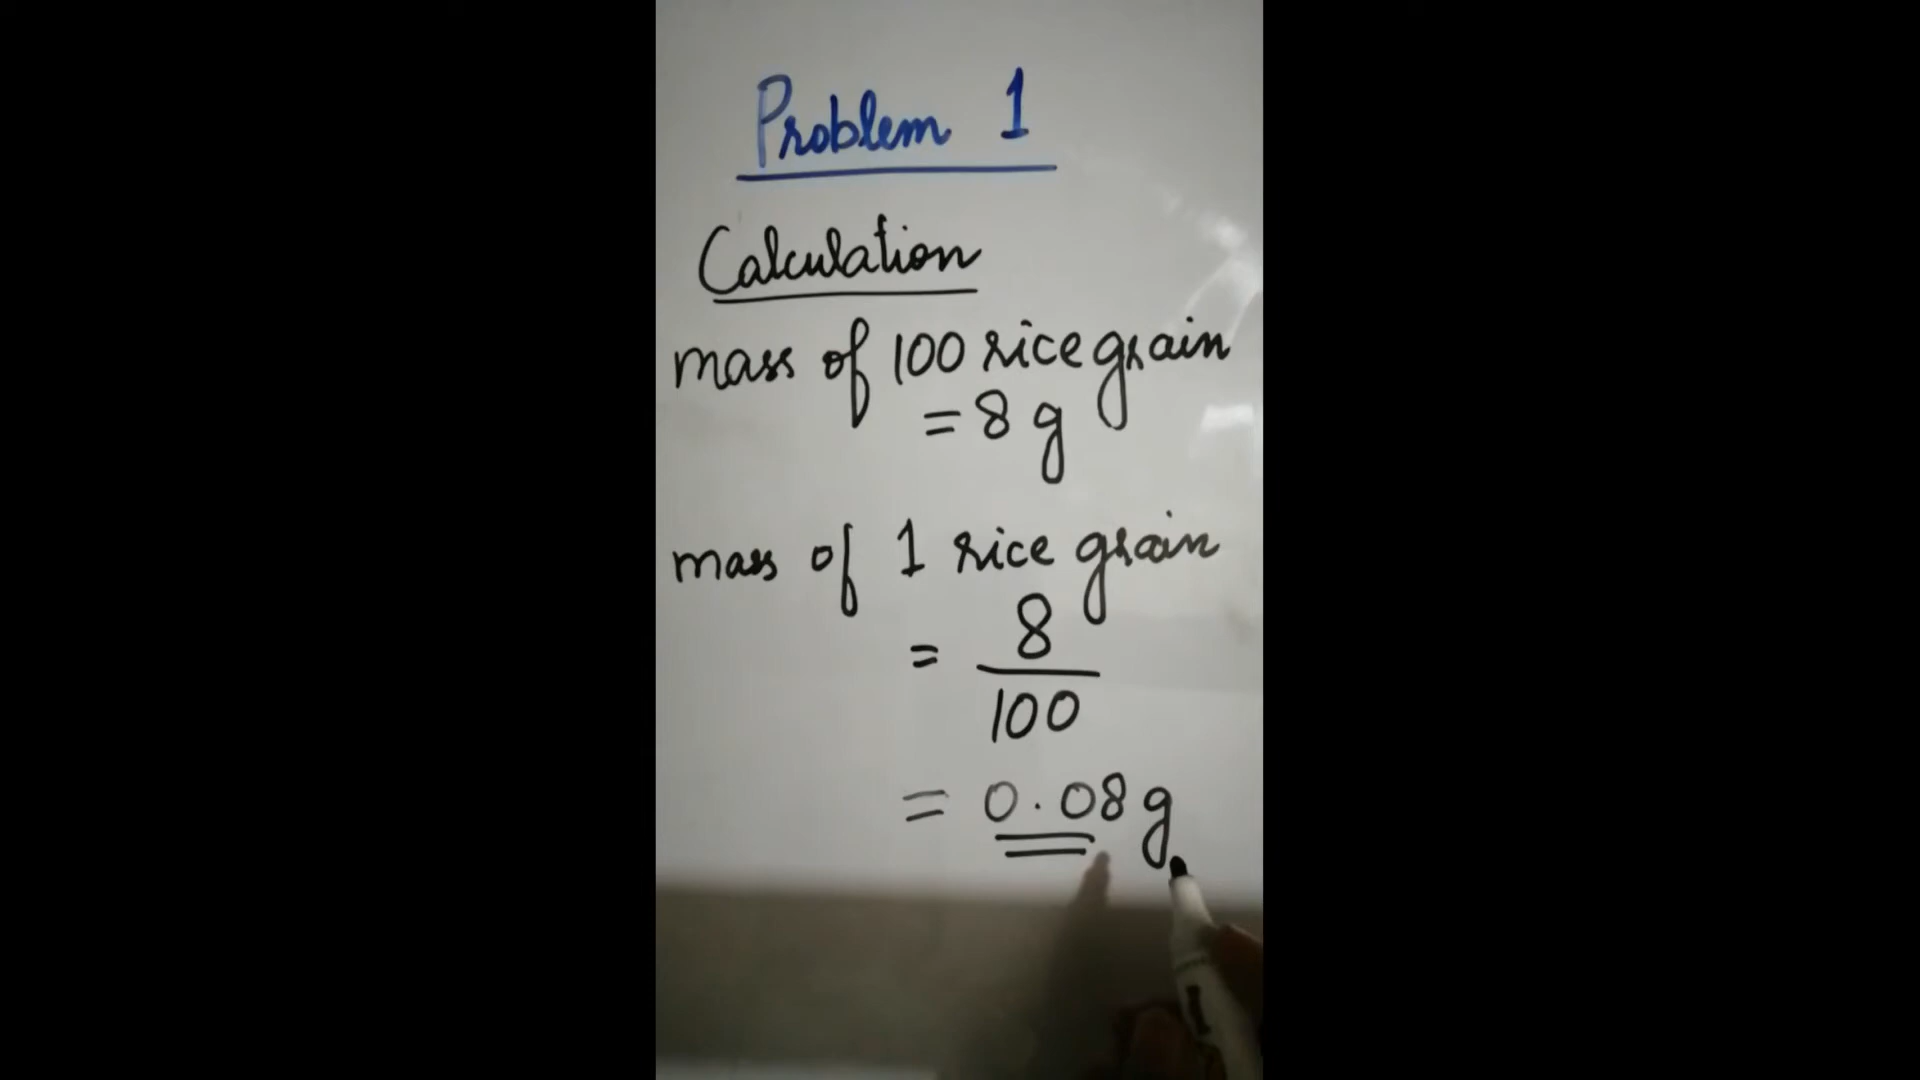 Problem 1
Calculation
mass of 100 rice grain
= 8 g
mass of 1 rice grain
= 8
100
= 0.08 g